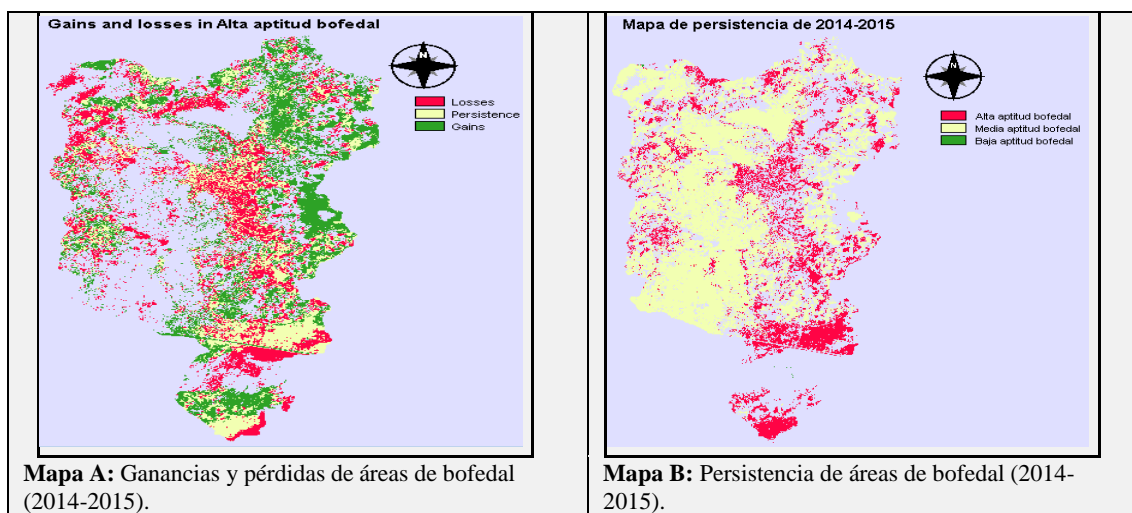 Gains and losses in Alta aptitud bofedal
N
Losses
Persistence
Gains
Mapa A: Ganancias y pérdidas de áreas de bofedal
(2014-2015).
Mapa de persistencia de 2014-2015
N
Alta aptitud bofedal
Media aptitud bofedal
Baja aptitud bofedal
Mapa B: Persistencia de áreas de bofedal (2014-
2015).